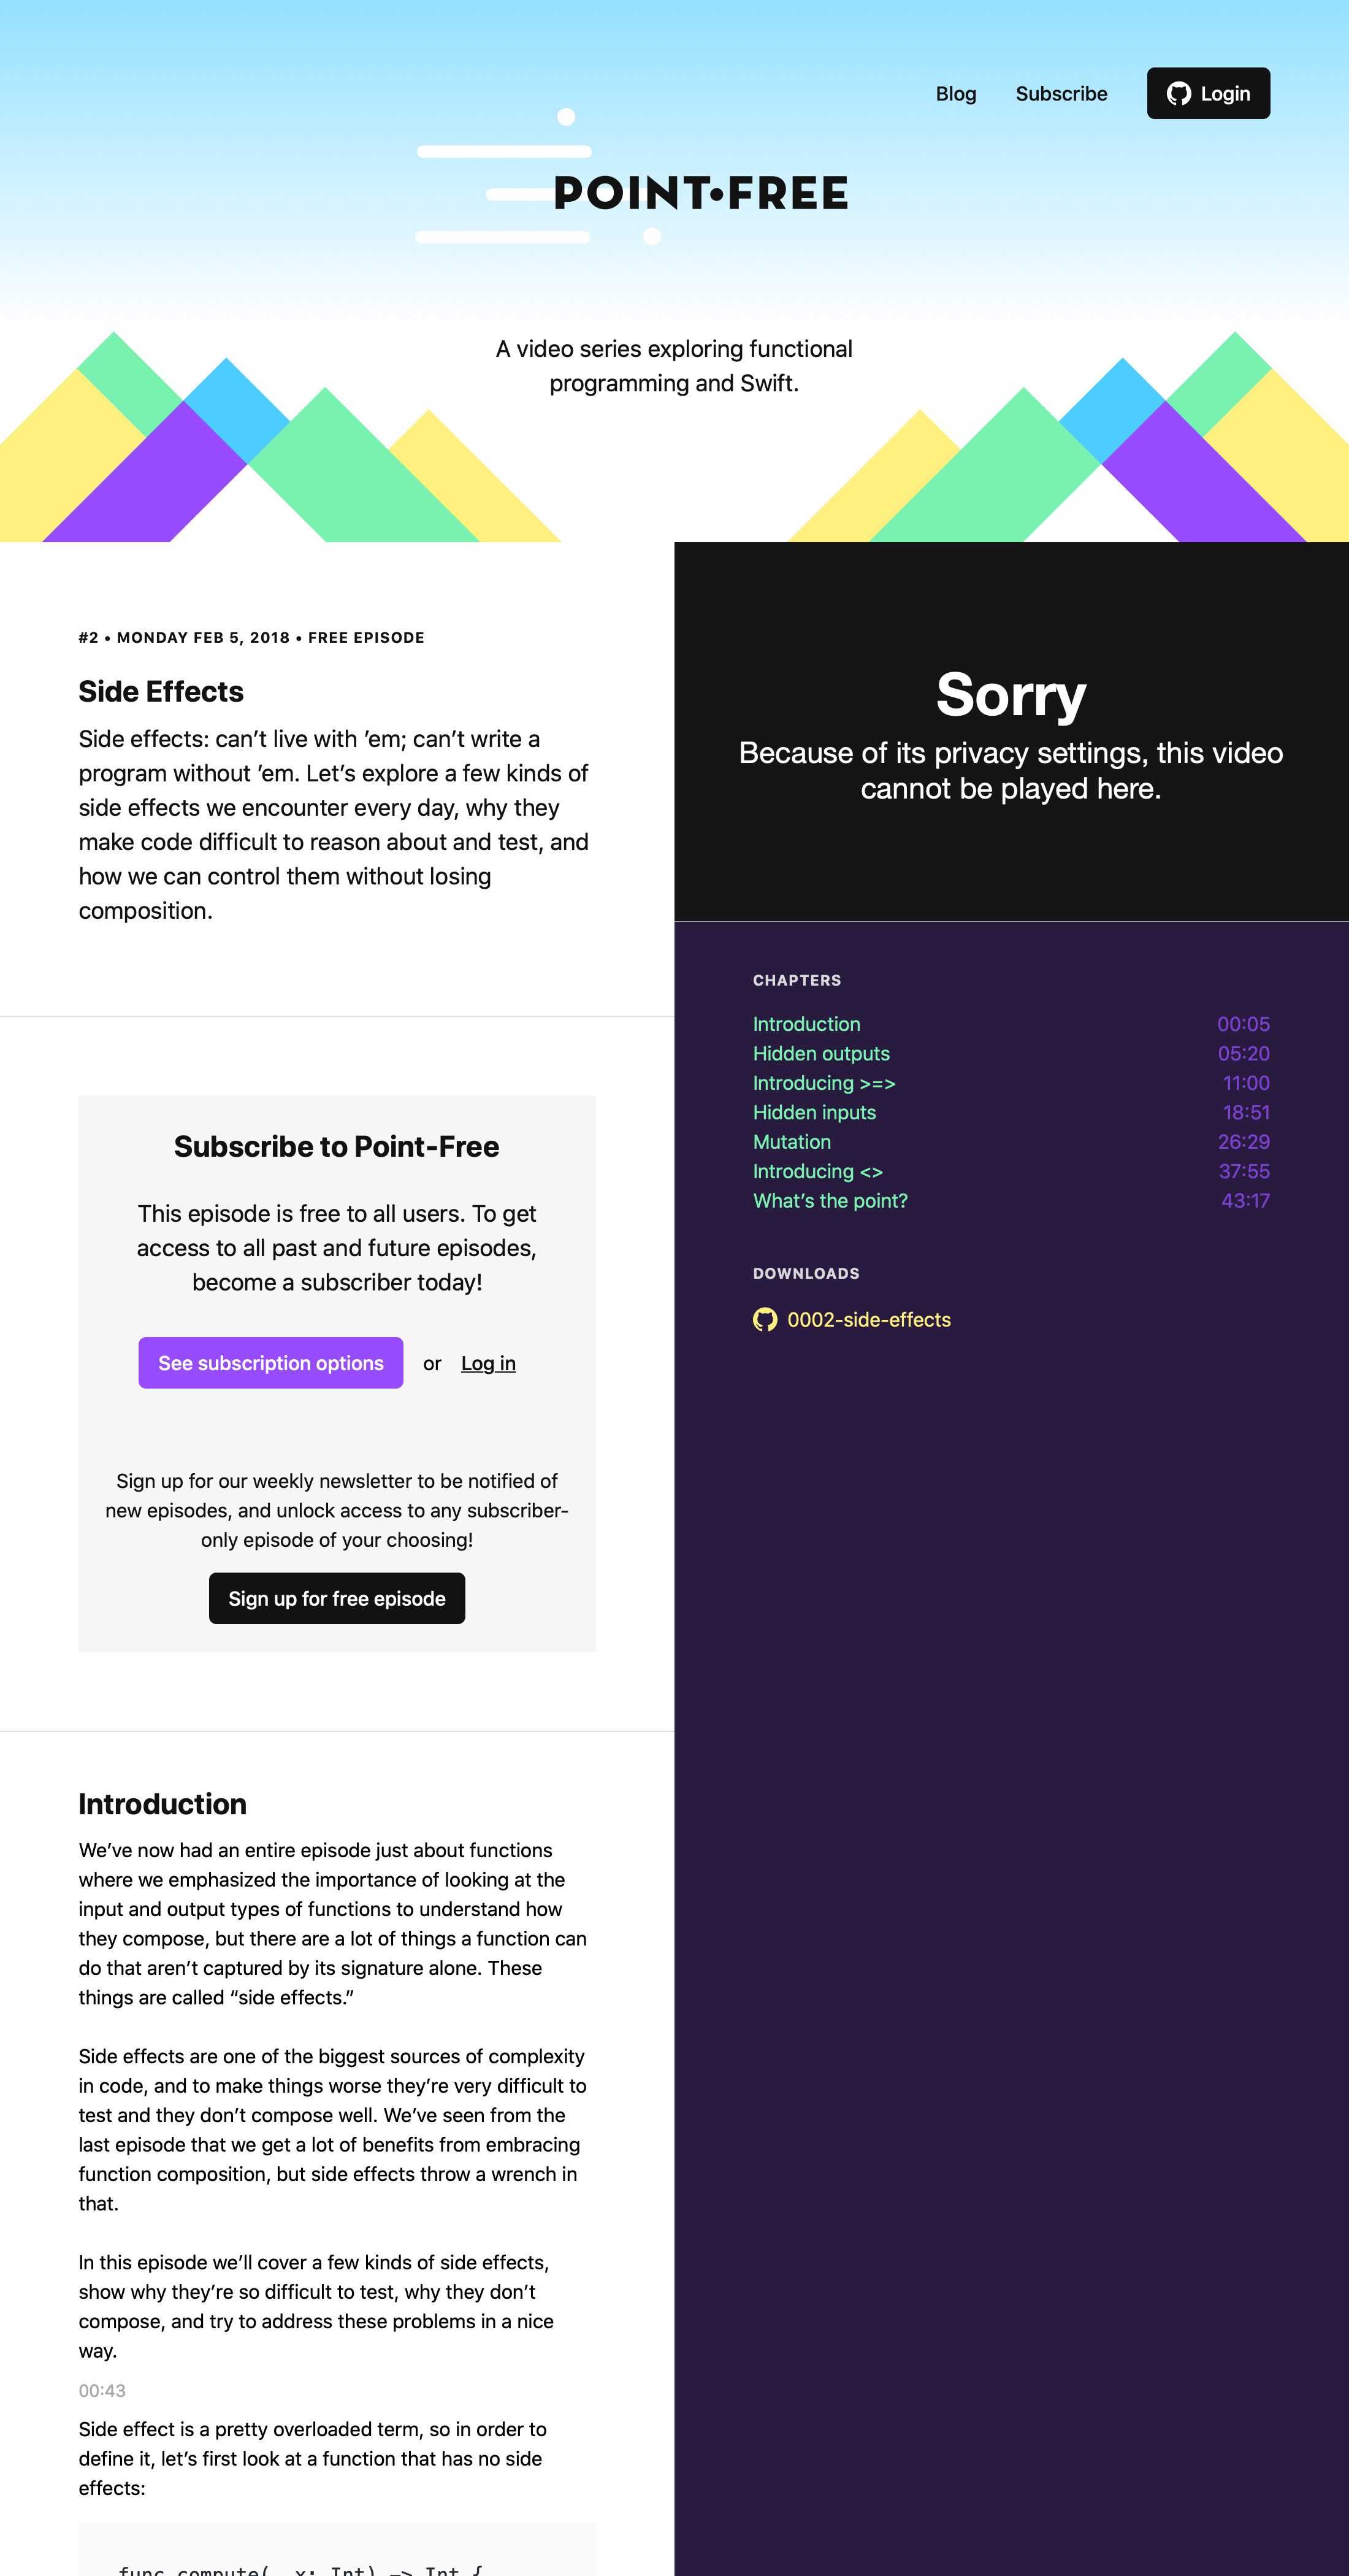 Blog
Subscribe
Login
POINT•FREE
A video series exploring functional
programming and Swift.
#2 • MONDAY FEB 5, 2018 • FREE EPISODE
Side Effects
Side effects: can’t live with ’em; can’t write a
program without ’em. Let’s explore a few kinds of
side effects we encounter every day, why they
make code difficult to reason about and test, and
how we can control them without losing
composition.
Subscribe to Point-Free
This episode is free to all users. To get
access to all past and future episodes,
become a subscriber today!
See subscription options
or
Log in
Sign up for our weekly newsletter to be notified of
new episodes, and unlock access to any subscriber-
only episode of your choosing!
Sign up for free episode
Introduction
We’ve now had an entire episode just about functions
where we emphasized the importance of looking at the
input and output types of functions to understand how
they compose, but there are a lot of things a function can
do that aren’t captured by its signature alone. These
things are called “side effects.”
Side effects are one of the biggest sources of complexity
in code, and to make things worse they’re very difficult to
test and they don’t compose well. We’ve seen from the
last episode that we get a lot of benefits from embracing
function composition, but side effects throw a wrench in
that.
In this episode we’ll cover a few kinds of side effects,
show why they’re so difficult to test, why they don’t
compose, and try to address these problems in a nice
way.
00:43
Side effect is a pretty overloaded term, so in order to
define it, let’s first look at a function that has no side
effects:
func compute(_ x: Int) -> Int {
Sorry
Because of its privacy settings, this video
cannot be played here.
CHAPTERS
Introduction 00:05
Hidden outputs 05:20
Introducing >=> 11:00
Hidden inputs 18:51
Mutation 26:29
Introducing <> 37:55
What’s the point? 43:17
DOWNLOADS
0002-side-effects